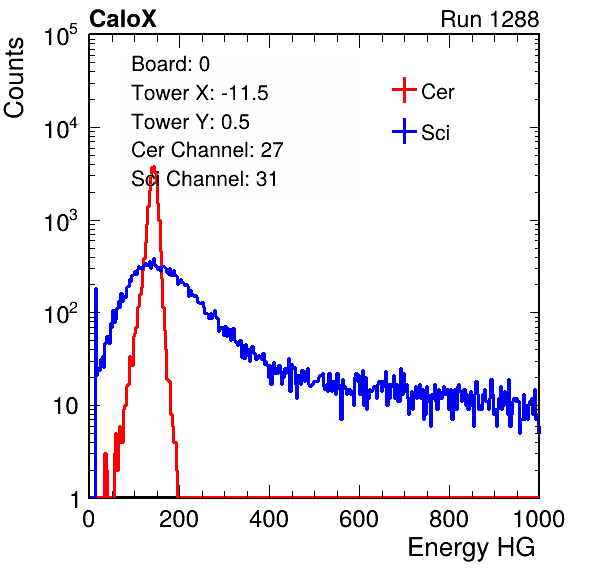 CaloX Run 1288
Counts
Board: 0
Tower X: -11.5
Tower Y: 0.5
Cer Channel: 27
Sci Channel: 31
Cer
Sci
10^5
10^4
10^3
10^2
10
1
0 200 400 600 800 1000
Energy HG